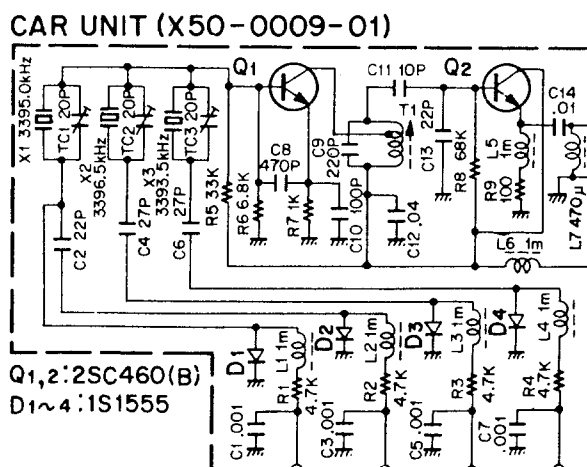 CAR UNIT (X50-0009-01)
X1 3395.0kHz
TC1 20P
X2
3396.5kHz
TC2 20P
X3
3393.5kHz
TC3 20P
Q1
C11 10P
Q2
C14
.01
T1
C8
470P
C9
220P
C13
22P
R8 68K
L5
1m
R9
100
L7 470μ
C2 22P
C4 27P
C6
27P
R5 33K
R6 6.8K
R7 1K
C10 100P
C12 .04
L6 1m
D1
D2
D3
D4
L1 1m
L2 1m
L3 1m
L4 1m
R1
4.7K
R2
4.7K
R3
4.7K
R4
4.7K
Q1,2:2SC460(B)
D1~4:1S1555
C1 .001
C3 .001
C5 .001
C7
.001